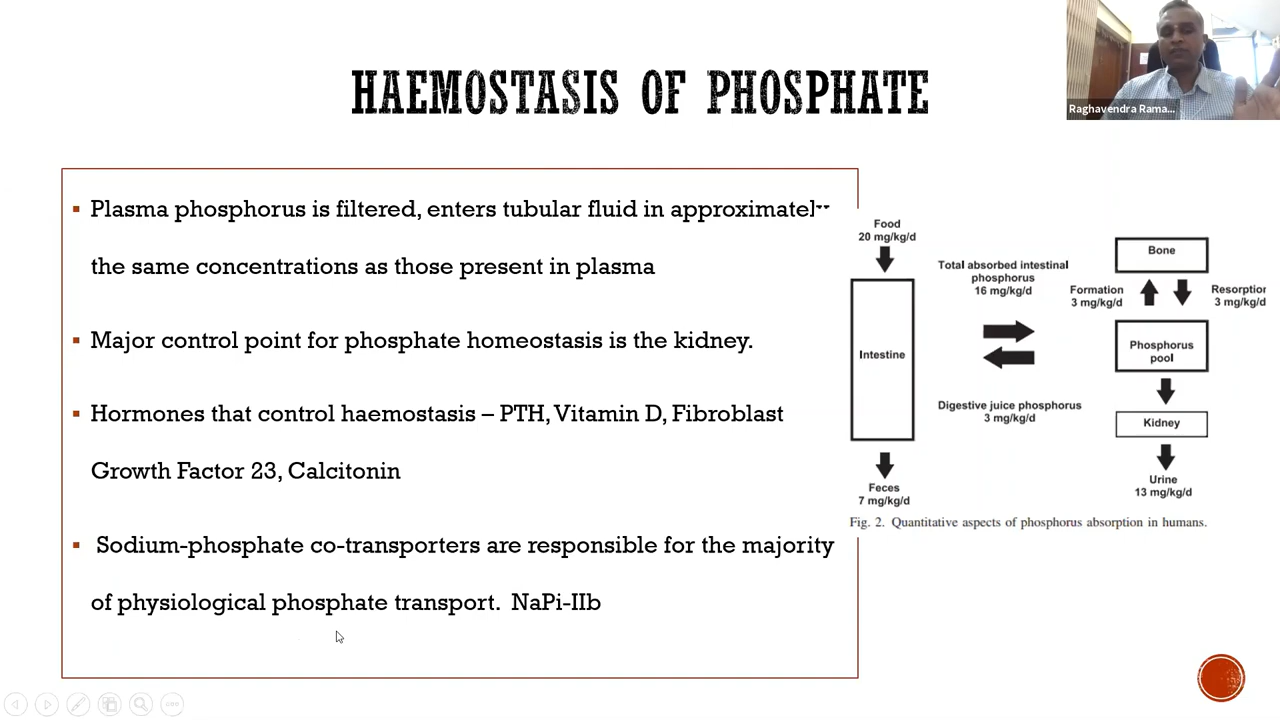 Raghavendra Rama...
HAEMOSTASIS OF PHOSPHATE
▪ Plasma phosphorus is filtered, enters tubular fluid in approximately
the same concentrations as those present in plasma
▪ Major control point for phosphate homeostasis is the kidney.
▪ Hormones that control haemostasis – PTH, Vitamin D, Fibroblast
Growth Factor 23, Calcitonin
▪ Sodium-phosphate co-transporters are responsible for the majority
of physiological phosphate transport. NaPi-IIb
Food
20 mg/kg/d
Intestine
Feces
7 mg/kg/d
Total absorbed intestinal
phosphorus
16 mg/kg/d
Digestive juice phosphorus
3 mg/kg/d
Bone
Formation
3 mg/kg/d
Resorption
3 mg/kg/d
Phosphorus
pool
Kidney
Urine
13 mg/kg/d
Fig. 2. Quantitative aspects of phosphorus absorption in humans.